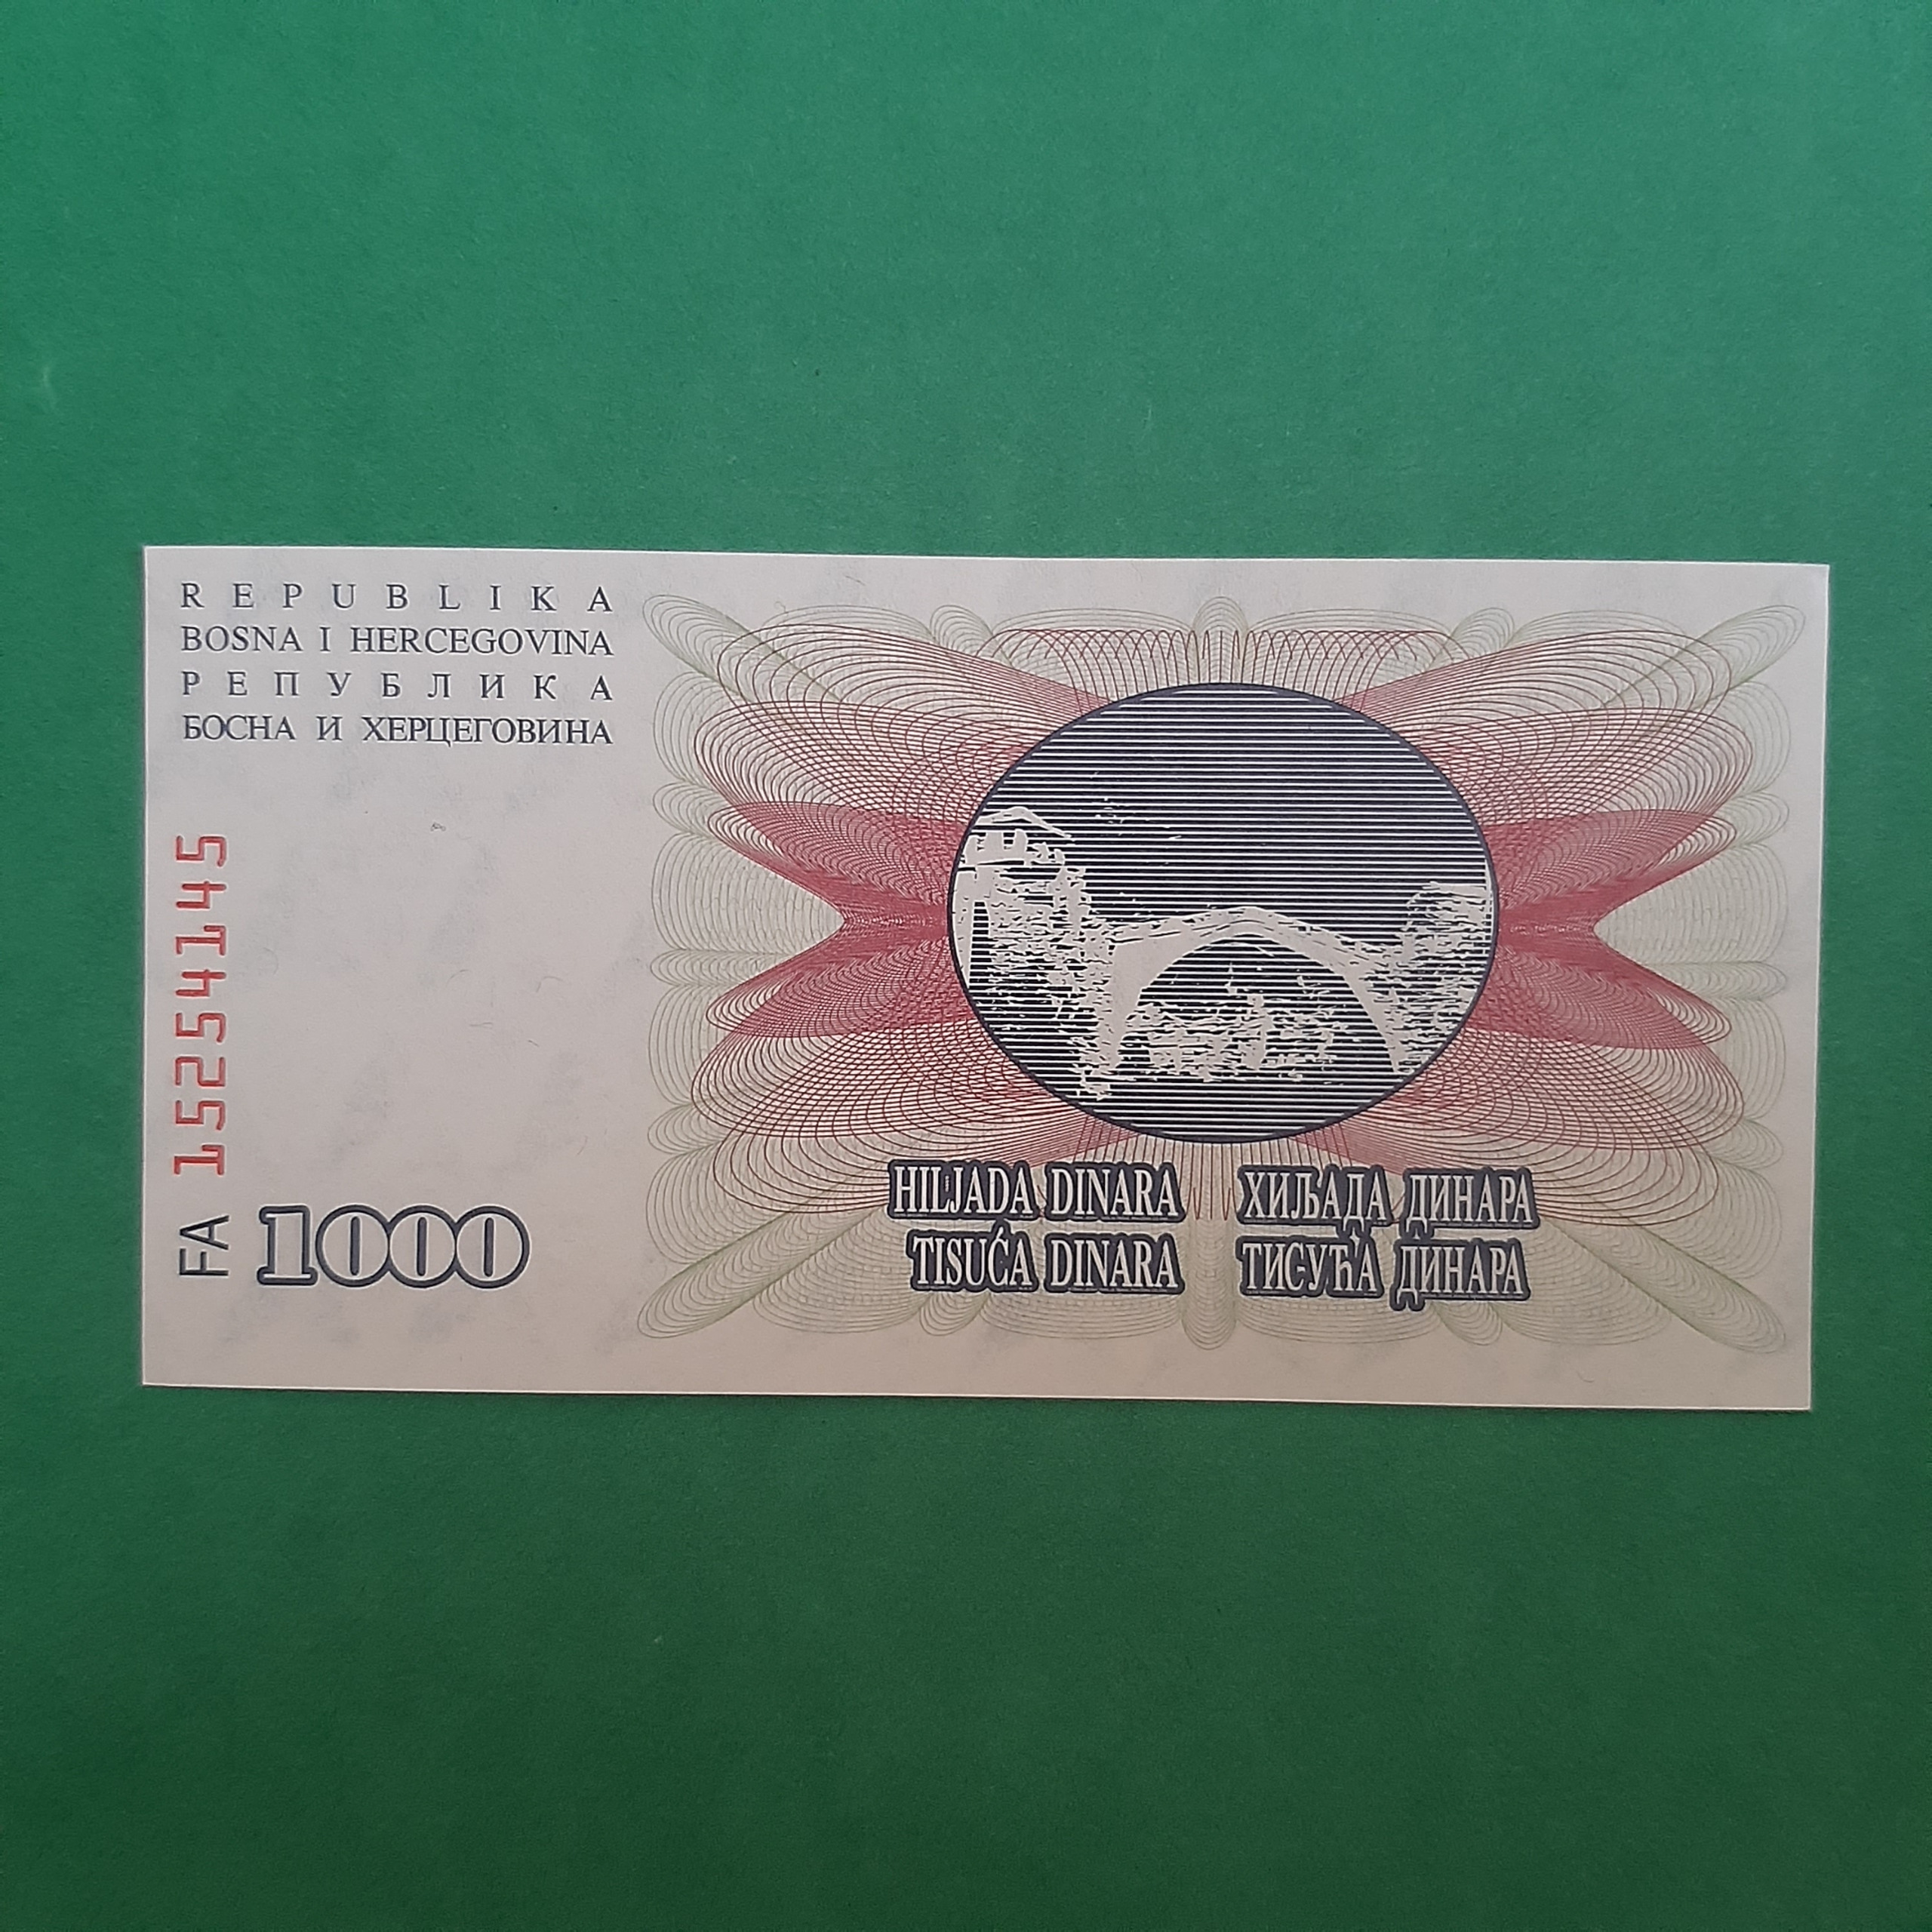 REPUBLIKA
BOSNA I HERCEGOVINA
РЕПУБЛИКА
БОСНА И ХЕРЦЕГОВИНА
FA 15254145
1000
HILJADA DINARA ХИЉАДА ДИНАРА
TISUĆA DINARA ТИСУЋА ДИНАРА